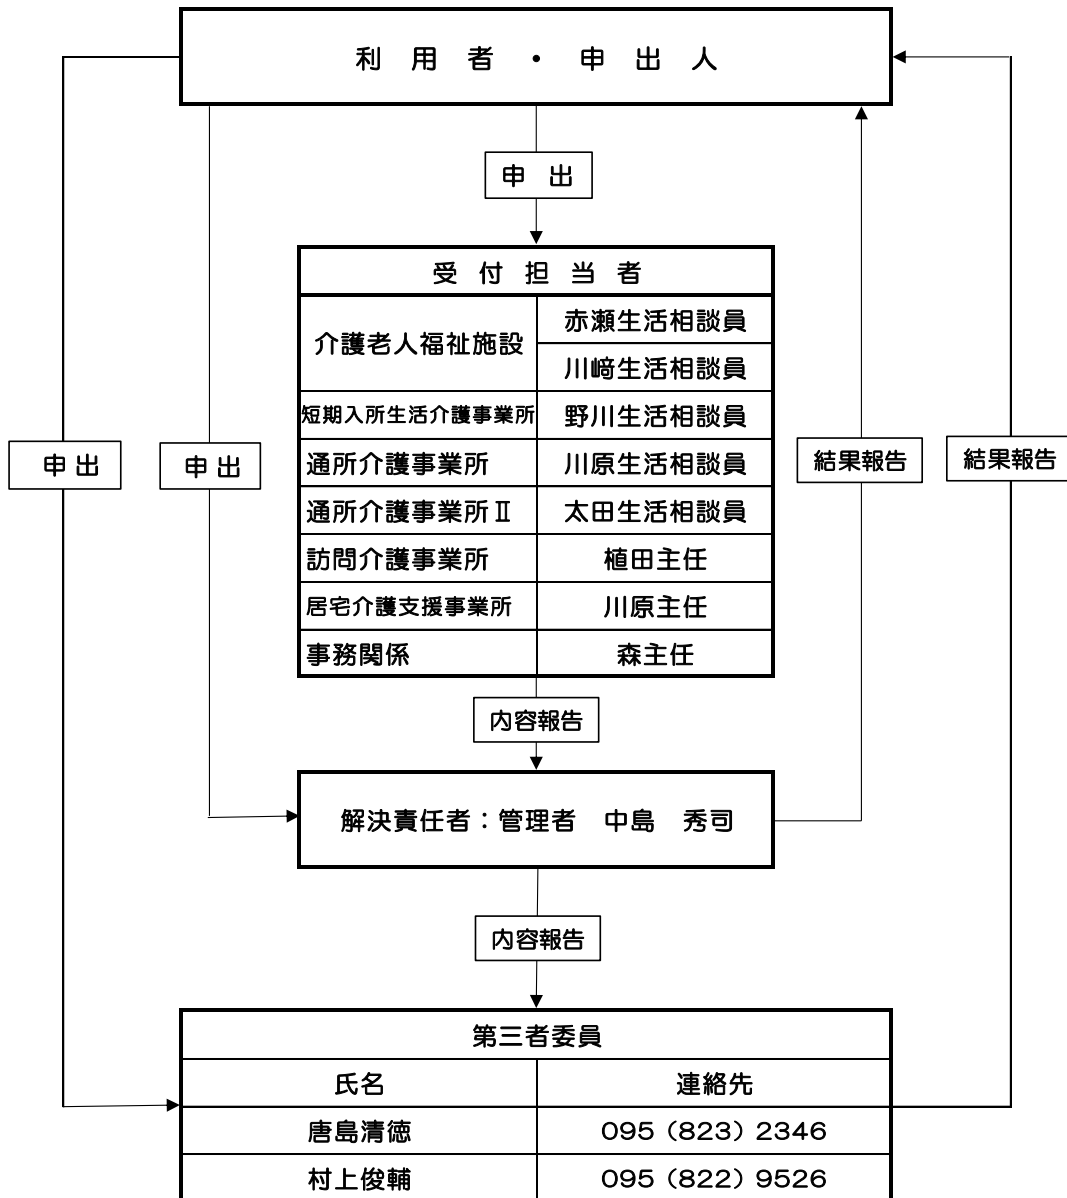 利用者・申出人
申出
受付担当者
介護老人福祉施設
赤瀬生活相談員
川﨑生活相談員
短期入所生活介護事業所 野川生活相談員
通所介護事業所 川原生活相談員
通所介護事業所Ⅱ 太田生活相談員
訪問介護事業所 植田主任
居宅介護支援事業所 川原主任
事務関係 森主任
申出
申出
結果報告
結果報告
内容報告
解決責任者：管理者 中島 秀司
内容報告
第三者委員
氏名 連絡先
唐島清徳 095（823）2346
村上俊輔 095（822）9526